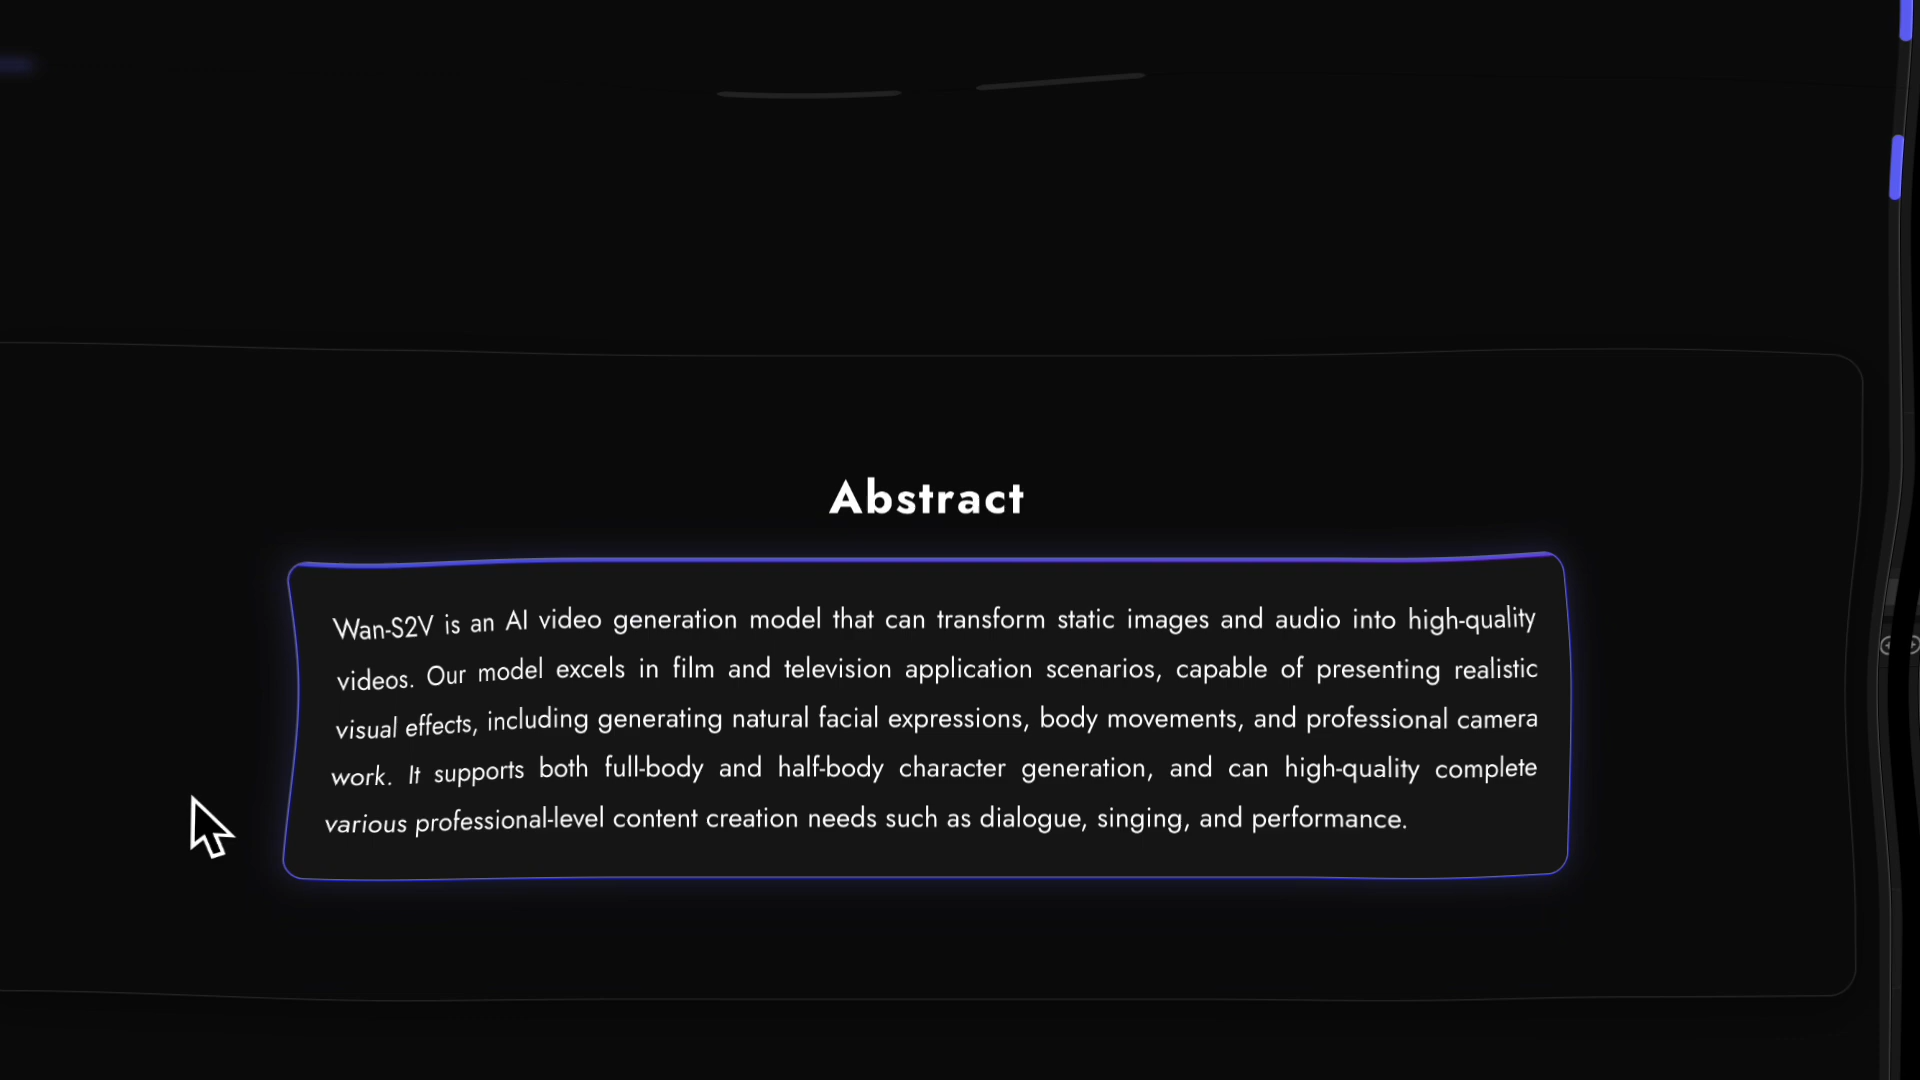 Abstract
Wan-S2V is an AI video generation model that can transform static images and audio into high-quality
videos. Our model excels in film and television application scenarios, capable of presenting realistic
visual effects, including generating natural facial expressions, body movements, and professional camera
work. It supports both full-body and half-body character generation, and can high-quality complete
various professional-level content creation needs such as dialogue, singing, and performance.